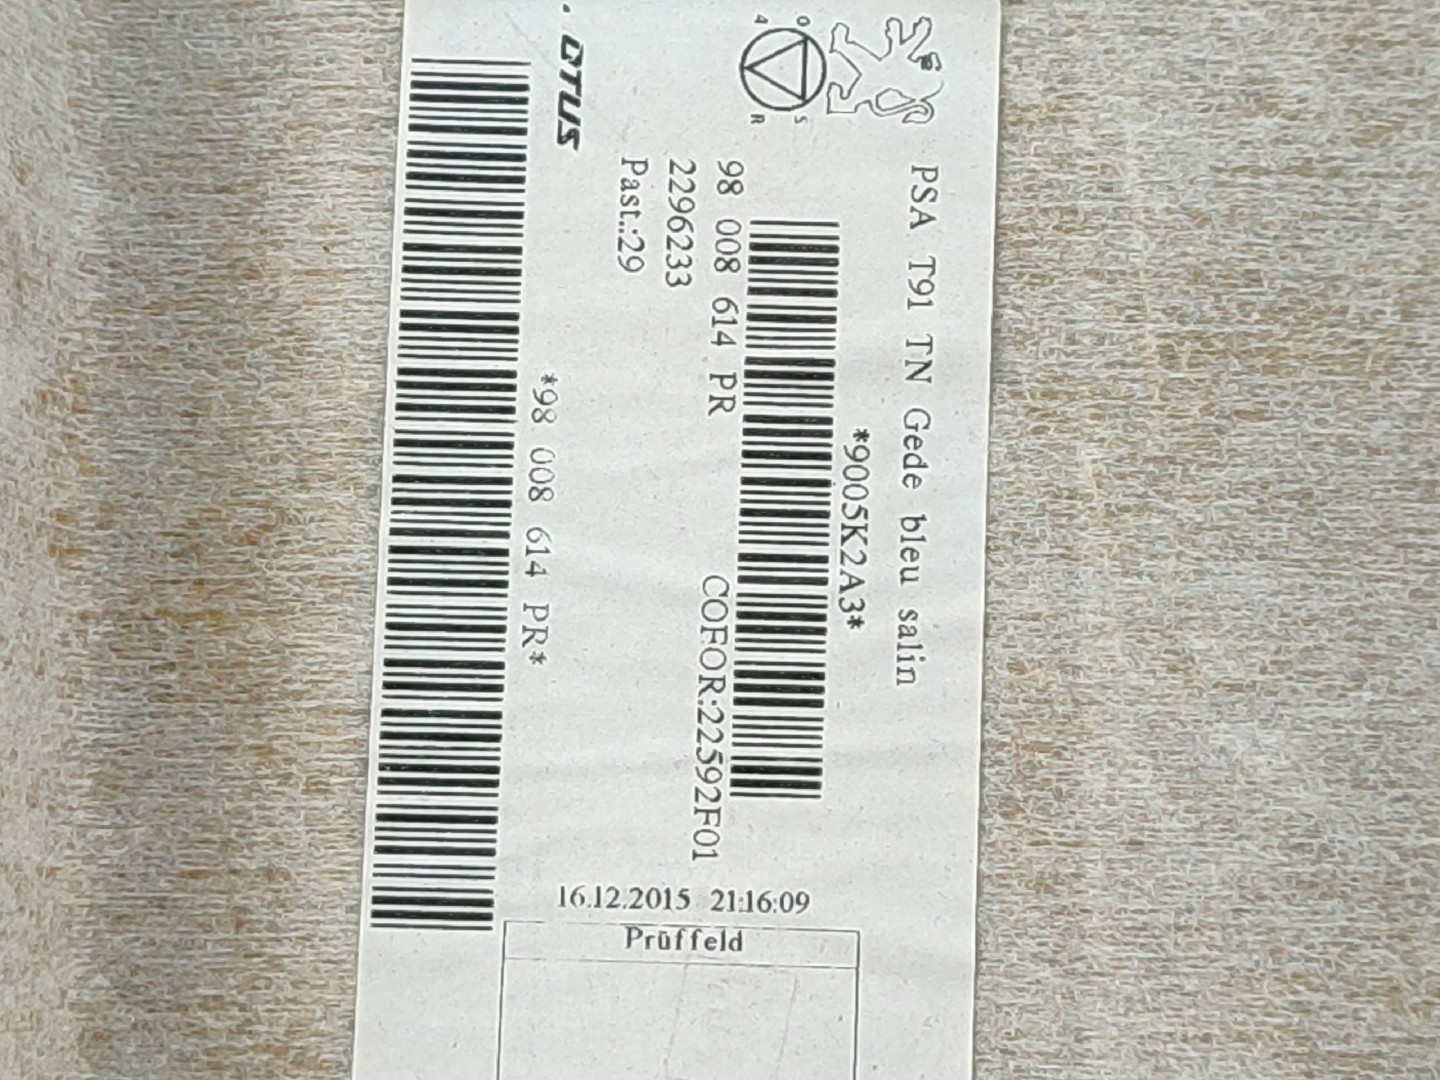 PSA T91 TN Gede bleu salin
*9005K2A3*
O S
4 R
98 008 614 PR
COFOR:22592F01
2296233
Past.:29
16.12.2015 21:16:09
Prüffeld
*98 008 614 PR*